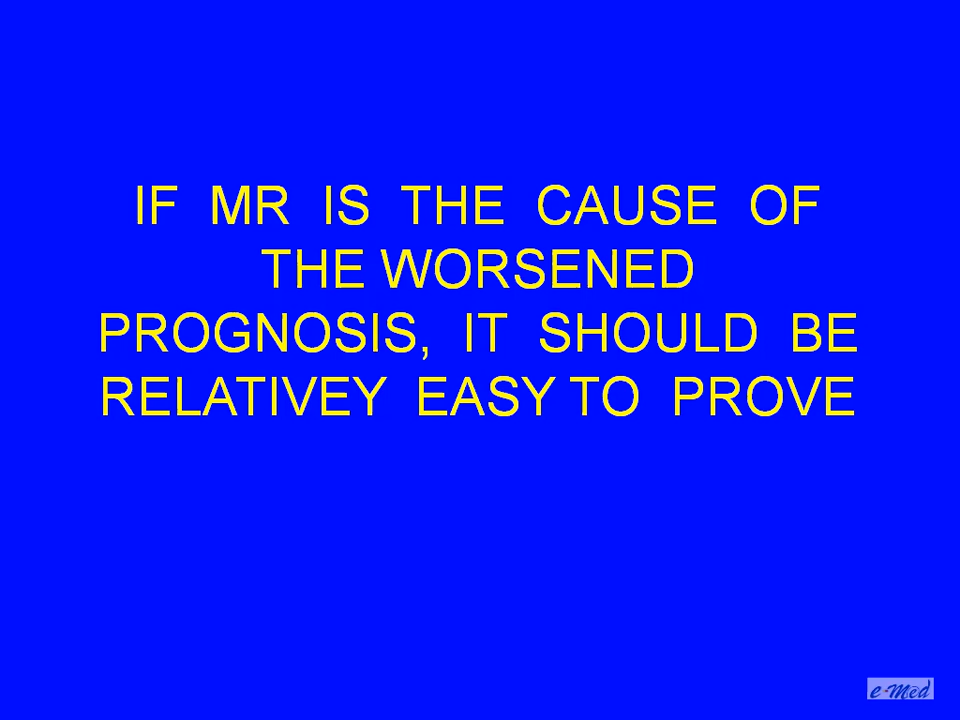 IF MR IS THE CAUSE OF
THE WORSENED
PROGNOSIS, IT SHOULD BE
RELATIVEY EASY TO PROVE
e-Med